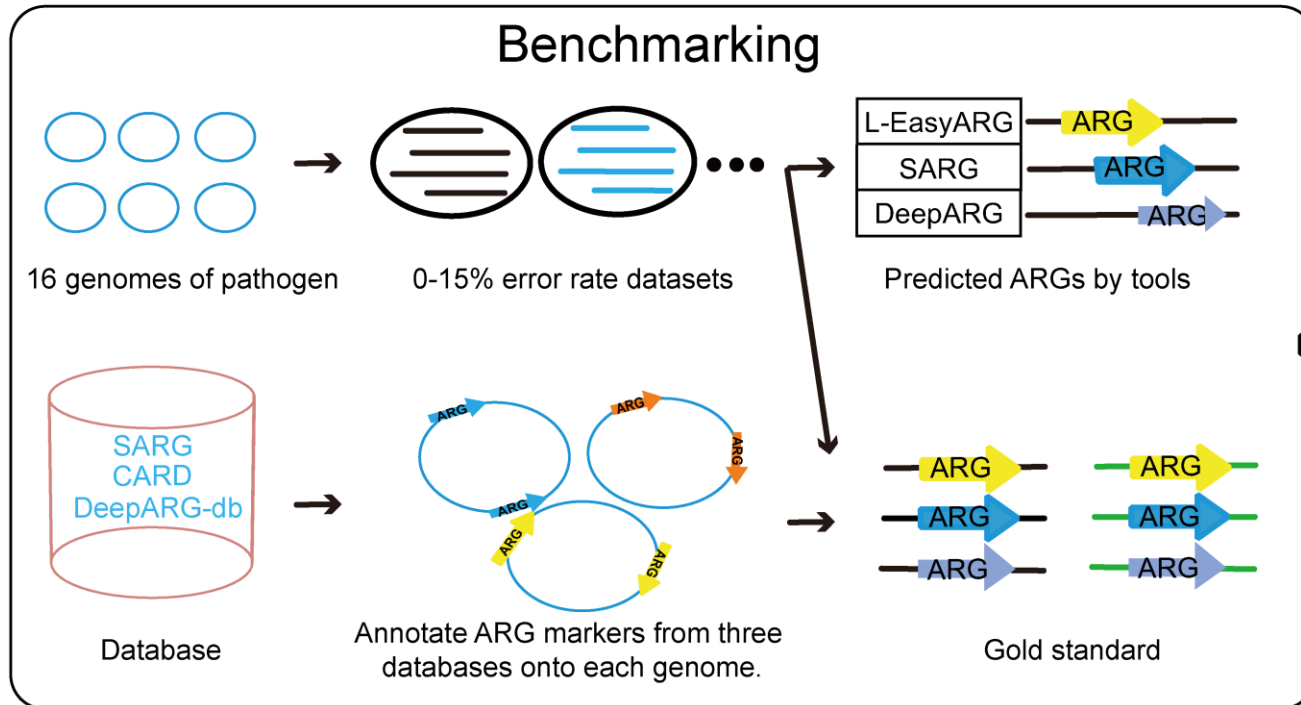 Benchmarking
L-EasyARG
ARG
SARG
ARG
DeepARG
ARG
16 genomes of pathogen
0-15% error rate datasets
Predicted ARGs by tools
SARG
CARD
DeepARG-db
ARG
ARG
ARG
ARG
ARG
ARG
ARG
ARG
ARG
ARG
ARG
ARG
Database
Annotate ARG markers from three
databases onto each genome.
Gold standard